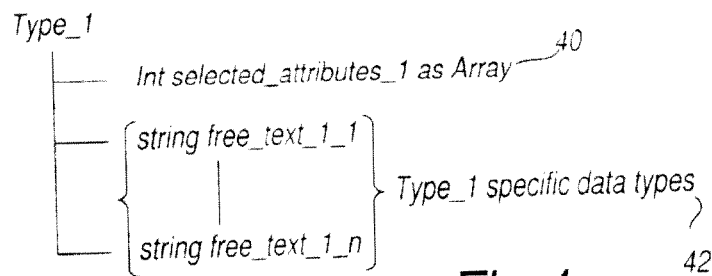 Type_1
Int selected_attributes_1 as Array 40
string free_text_1_1
Type_1 specific data types
string free_text_1_n
42